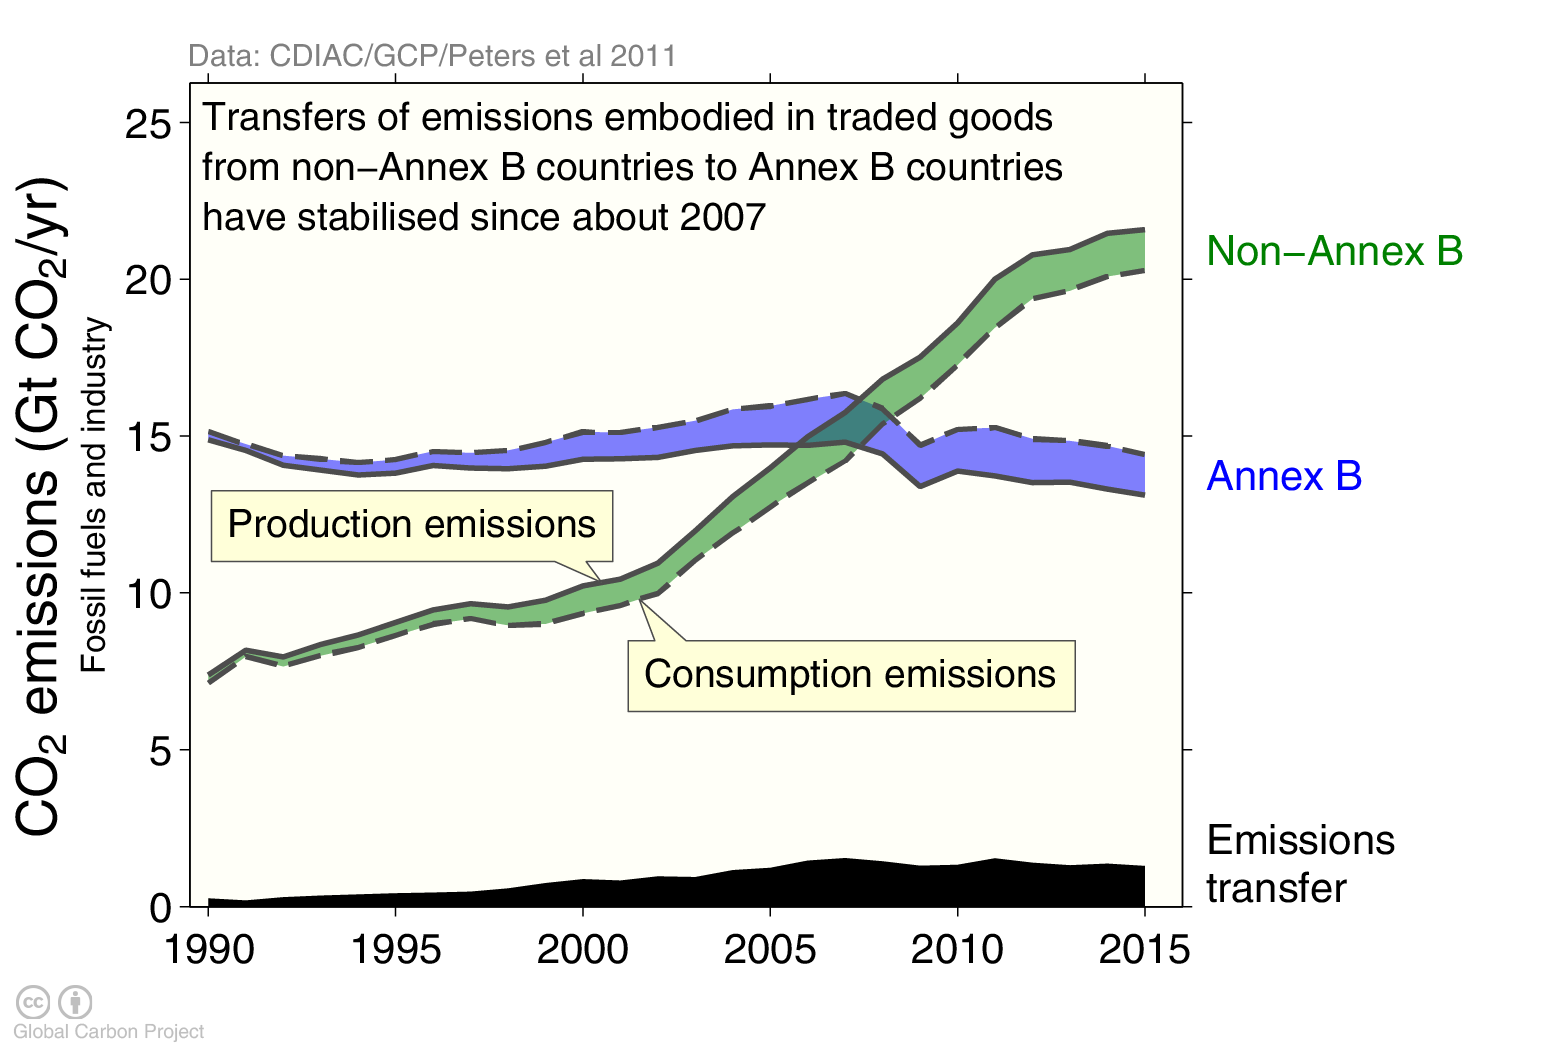 Data: CDIAC/GCP/Peters et al 2011
Transfers of emissions embodied in traded goods
from non−Annex B countries to Annex B countries
have stabilised since about 2007
CO₂ emissions (Gt CO₂/yr)
Fossil fuels and industry
25
20
15
10
5
0
Non−Annex B
Annex B
Production emissions
Consumption emissions
Emissions
transfer
1990 1995 2000 2005 2010 2015
cc
Global Carbon Project